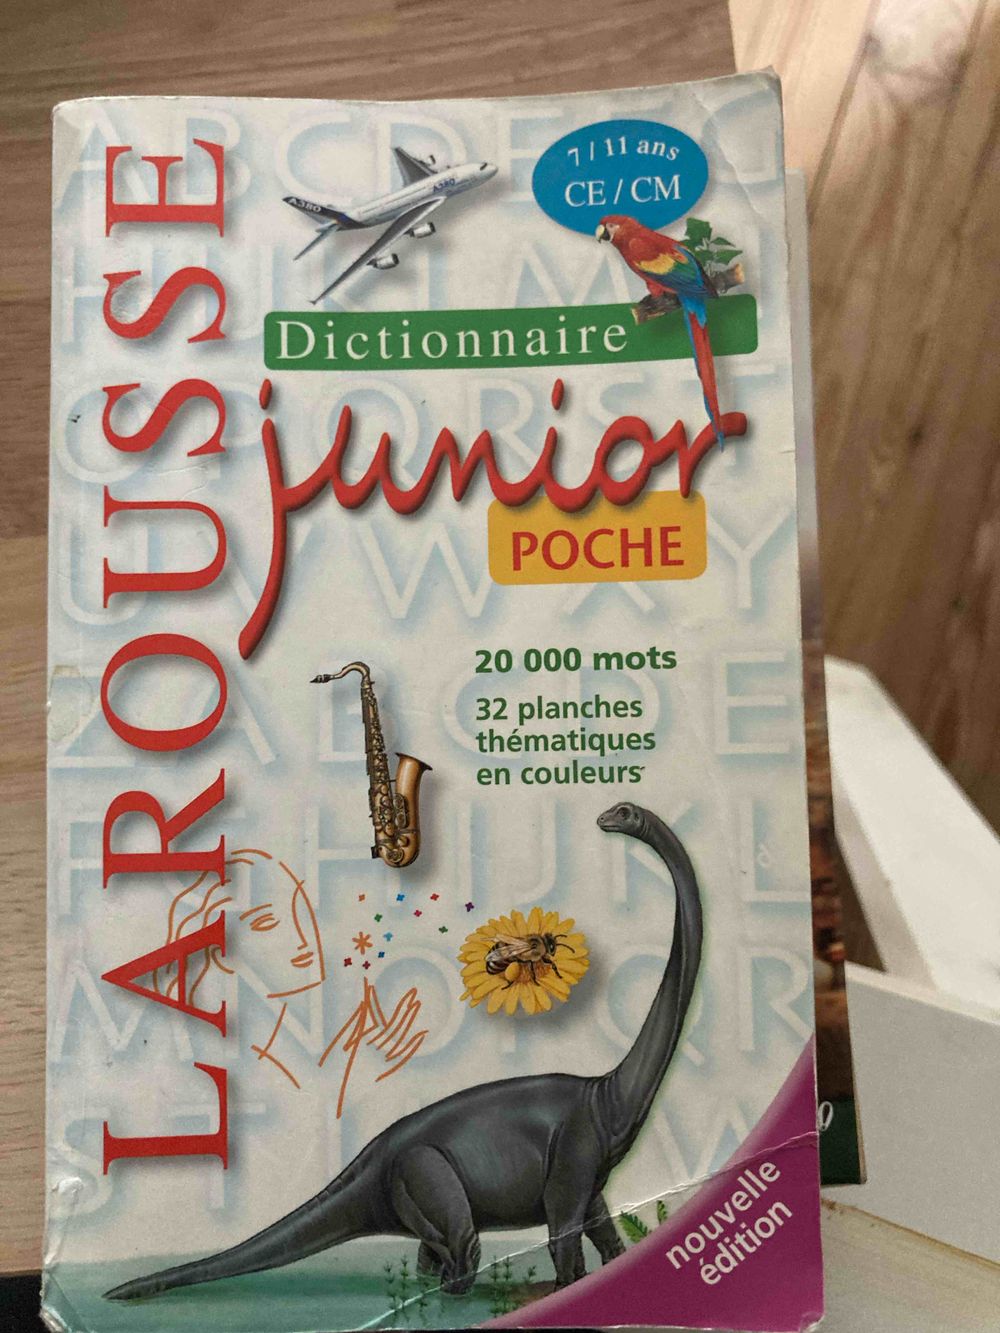 LAROUSSE
7 / 11 ans
CE / CM
A380
A380
Dictionnaire
junior
POCHE
20 000 mots
32 planches
thématiques
en couleurs
nouvelle
édition